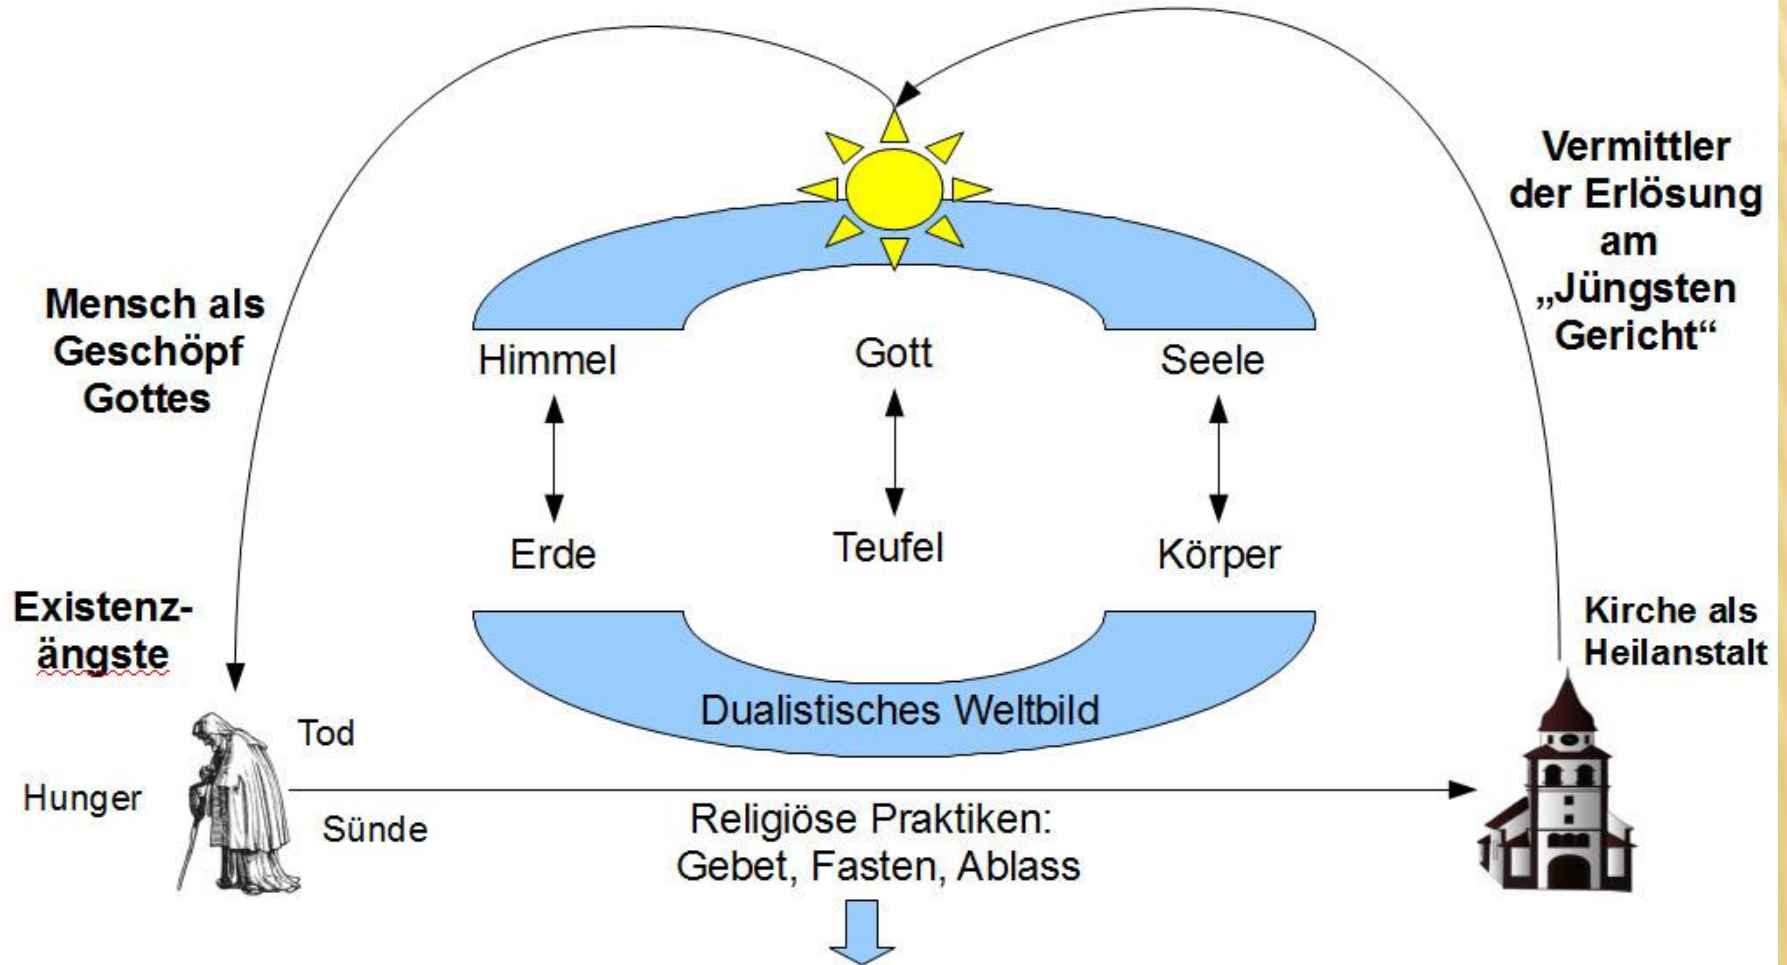 Vermittler
der Erlösung
am
„Jüngsten
Gericht“
Mensch als
Geschöpf
Gottes
Himmel
Gott
Seele
Erde
Teufel
Körper
Existenz-
ängste
Kirche als
Heilanstalt
Dualistisches Weltbild
Tod
Hunger
Sünde
Religiöse Praktiken:
Gebet, Fasten, Ablass